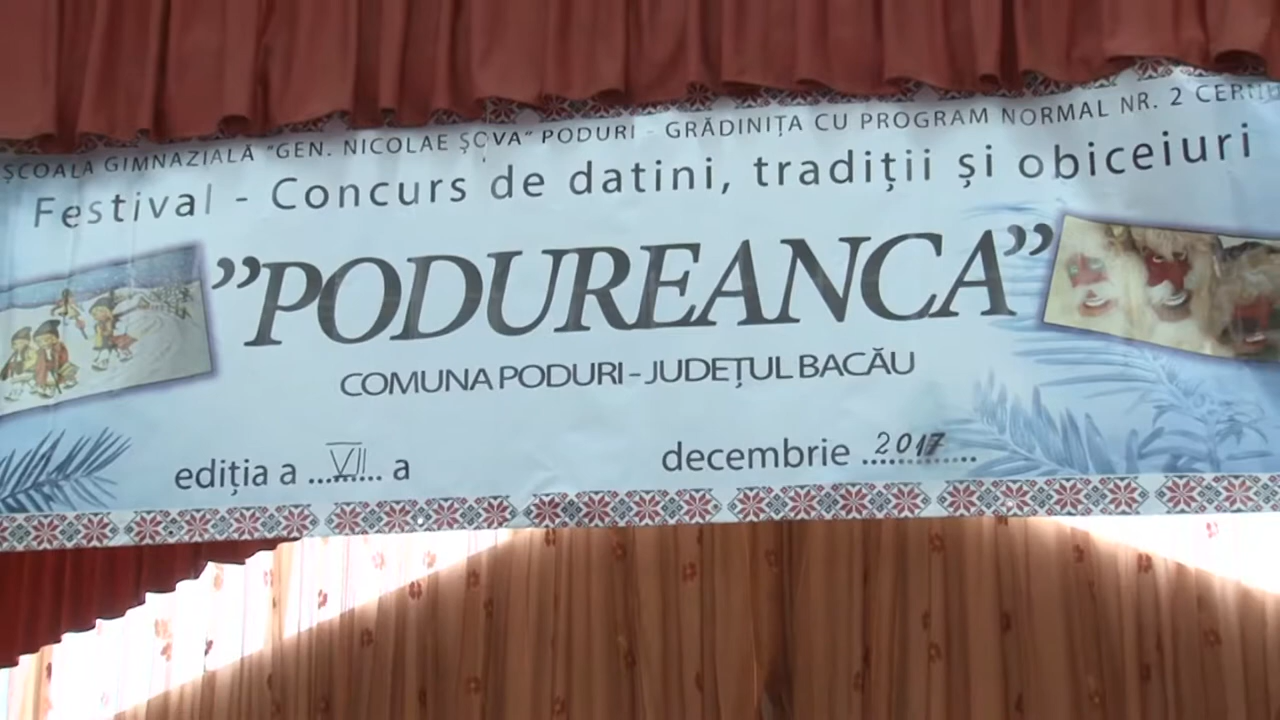 ȘCOALA GIMNAZIALĂ "GEN. NICOLAE ȘOVA" PODURI - GRĂDINIȚA CU PROGRAM NORMAL NR. 2
Festival - Concurs de datini, tradiții și obiceiuri
”PODUREANCA”
COMUNA PODURI - JUDEȚUL BACĂU
ediția a ...VII... a
decembrie ..2017......